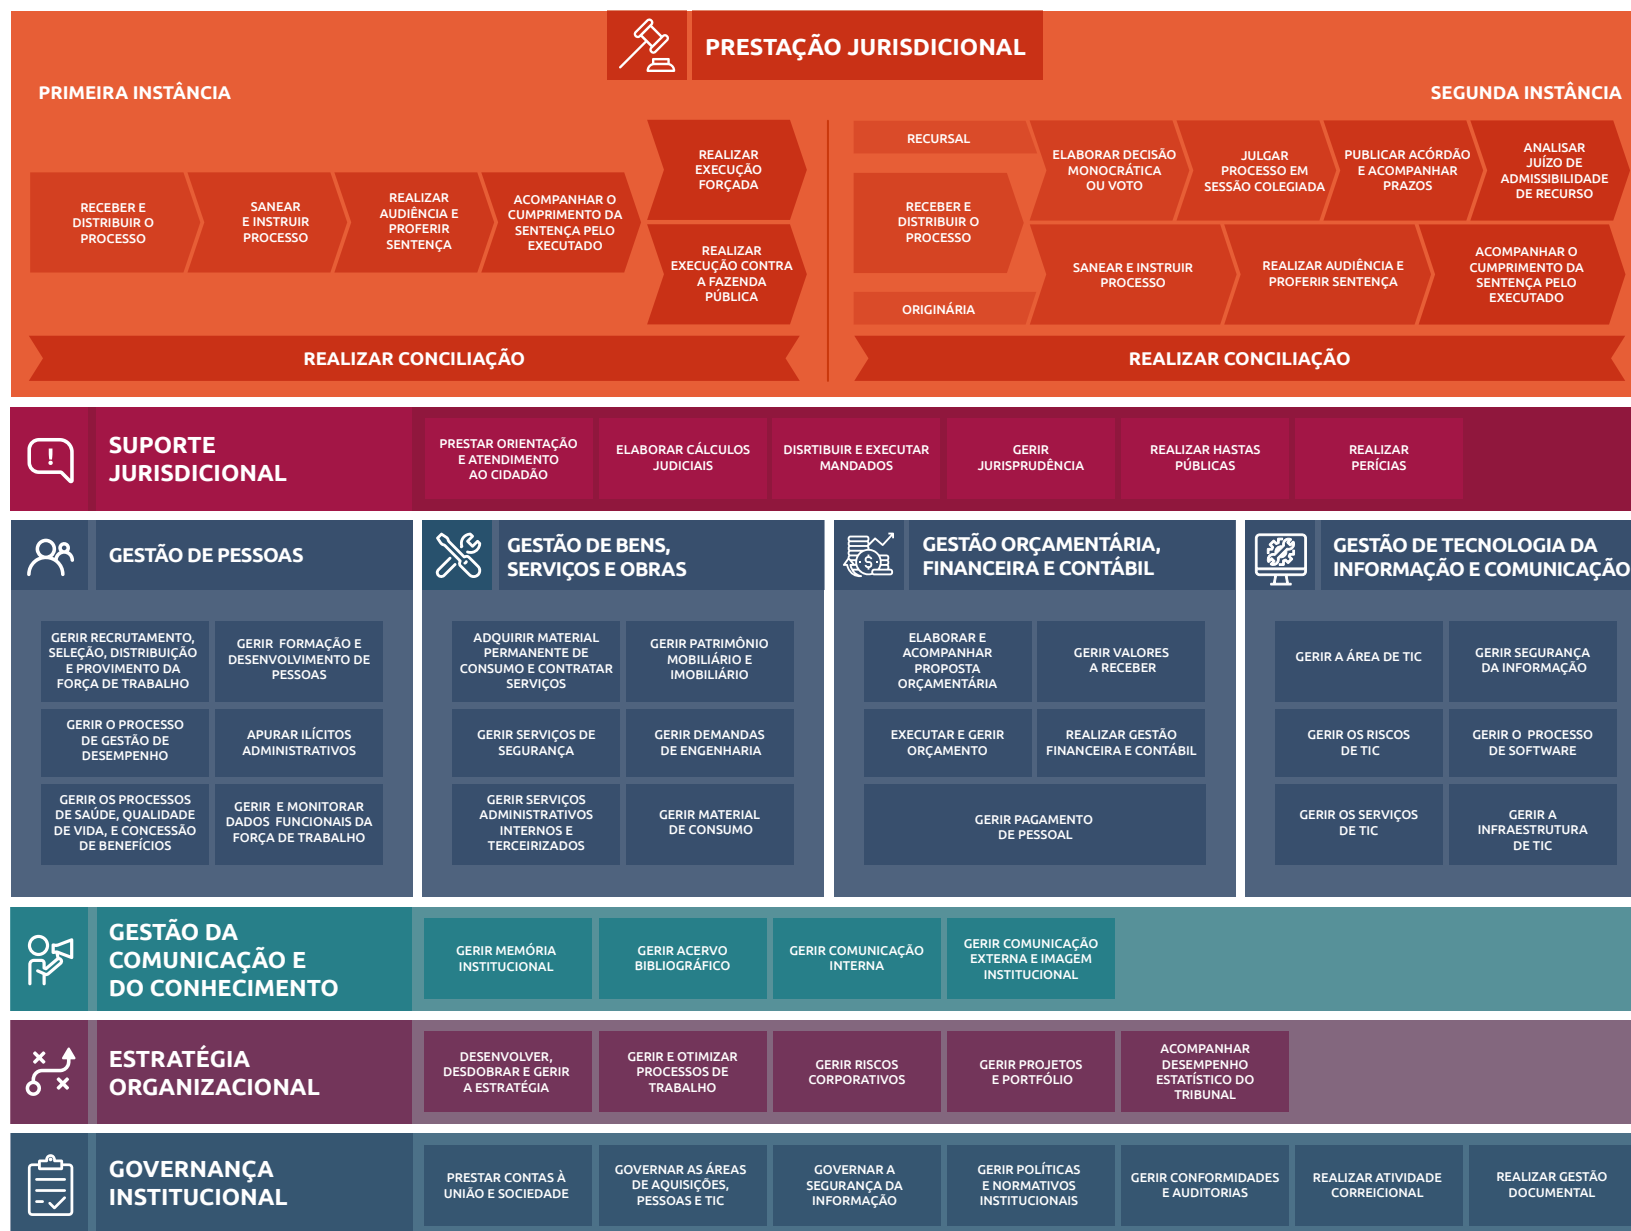 PRESTAÇÃO JURISDICIONAL
PRIMEIRA INSTÂNCIA
RECEBER E
DISTRIBUIR O
PROCESSO
SANEAR
E INSTRUIR
PROCESSO
REALIZAR
AUDIÊNCIA E
PROFERIR
SENTENÇA
ACOMPANHAR O
CUMPRIMENTO DA
SENTENÇA PELO
EXECUTADO
REALIZAR
EXECUÇÃO
FORÇADA
REALIZAR
EXECUÇÃO CONTRA
A FAZENDA
PÚBLICA
REALIZAR CONCILIAÇÃO
SEGUNDA INSTÂNCIA
RECURSAL
RECEBER E
DISTRIBUIR O
PROCESSO
ORIGINÁRIA
ELABORAR DECISÃO
MONOCRÁTICA
OU VOTO
JULGAR
PROCESSO EM
SESSÃO COLEGIADA
PUBLICAR ACÓRDÃO
E ACOMPANHAR
PRAZOS
ANALISAR
JUÍZO DE
ADMISSIBILIDADE
DE RECURSO
SANEAR E INSTRUIR
PROCESSO
REALIZAR AUDIÊNCIA E
PROFERIR SENTENÇA
ACOMPANHAR O
CUMPRIMENTO DA
SENTENÇA PELO
EXECUTADO
REALIZAR CONCILIAÇÃO
SUPORTE
JURISDICIONAL
PRESTAR ORIENTAÇÃO
E ATENDIMENTO
AO CIDADÃO
ELABORAR CÁLCULOS
JUDICIAIS
DISRTIBUIR E EXECUTAR
MANDADOS
GERIR
JURISPRUDÊNCIA
REALIZAR HASTAS
PÚBLICAS
REALIZAR
PERÍCIAS
GESTÃO DE PESSOAS
GERIR RECRUTAMENTO,
SELEÇÃO, DISTRIBUIÇÃO
E PROVIMENTO DA
FORÇA DE TRABALHO
GERIR FORMAÇÃO E
DESENVOLVIMENTO DE
PESSOAS
GERIR O PROCESSO
DE GESTÃO DE
DESEMPENHO
APURAR ILÍCITOS
ADMINISTRATIVOS
GERIR OS PROCESSOS
DE SAÚDE, QUALIDADE
DE VIDA, E CONCESSÃO
DE BENEFÍCIOS
GERIR E MONITORAR
DADOS FUNCIONAIS DA
FORÇA DE TRABALHO
GESTÃO DE BENS,
SERVIÇOS E OBRAS
ADQUIRIR MATERIAL
PERMANENTE DE
CONSUMO E CONTRATAR
SERVIÇOS
GERIR PATRIMÔNIO
MOBILIÁRIO E
IMOBILIÁRIO
GERIR SERVIÇOS DE
SEGURANÇA
GERIR DEMANDAS
DE ENGENHARIA
GERIR SERVIÇOS
ADMINISTRATIVOS
INTERNOS E
TERCEIRIZADOS
GERIR MATERIAL
DE CONSUMO
GESTÃO ORÇAMENTÁRIA,
FINANCEIRA E CONTÁBIL
ELABORAR E
ACOMPANHAR
PROPOSTA
ORÇAMENTÁRIA
GERIR VALORES
A RECEBER
EXECUTAR E GERIR
ORÇAMENTO
REALIZAR GESTÃO
FINANCEIRA E CONTÁBIL
GERIR PAGAMENTO
DE PESSOAL
GESTÃO DE TECNOLOGIA DA
INFORMAÇÃO E COMUNICAÇÃO
GERIR A ÁREA DE TIC
GERIR SEGURANÇA
DA INFORMAÇÃO
GERIR OS RISCOS
DE TIC
GERIR O PROCESSO
DE SOFTWARE
GERIR OS SERVIÇOS
DE TIC
GERIR A
INFRAESTRUTURA
DE TIC
GESTÃO DA
COMUNICAÇÃO E
DO CONHECIMENTO
GERIR MEMÓRIA
INSTITUCIONAL
GERIR ACERVO
BIBLIOGRÁFICO
GERIR COMUNICAÇÃO
INTERNA
GERIR COMUNICAÇÃO
EXTERNA E IMAGEM
INSTITUCIONAL
ESTRATÉGIA
ORGANIZACIONAL
DESENVOLVER,
DESDOBRAR E GERIR
A ESTRATÉGIA
GERIR E OTIMIZAR
PROCESSOS DE
TRABALHO
GERIR RISCOS
CORPORATIVOS
GERIR PROJETOS
E PORTFÓLIO
ACOMPANHAR
DESEMPENHO
ESTATÍSTICO DO
TRIBUNAL
GOVERNANÇA
INSTITUCIONAL
PRESTAR CONTAS À
UNIÃO E SOCIEDADE
GOVERNAR AS ÁREAS
DE AQUISIÇÕES,
PESSOAS E TIC
GOVERNAR A
SEGURANÇA DA
INFORMAÇÃO
GERIR POLÍTICAS
E NORMATIVOS
INSTITUCIONAIS
GERIR CONFORMIDADES
E AUDITORIAS
REALIZAR ATIVIDADE
CORREICIONAL
REALIZAR GESTÃO
DOCUMENTAL